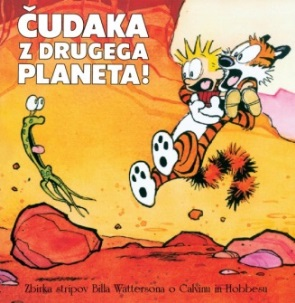 ČUDAKA
Z DRUGEGA
PLANETA!
Zbirka stripov Billa Wattersona o Calvinu in Hobbesu